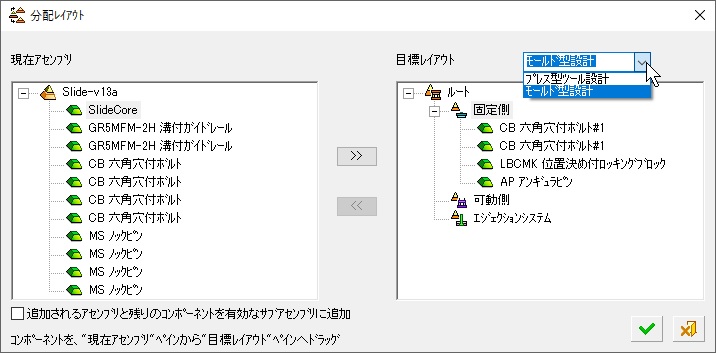 分配レイアウト
現在アセンブリ
目標レイアウト
モールド型設計
プレス型ツール設計
モールド型設計
Slide-v13a
SlideCore
GR5MFM-2H 溝付ガイドレール
GR5MFM-2H 溝付ガイドレール
CB 六角穴付ボルト
CB 六角穴付ボルト
CB 六角穴付ボルト
CB 六角穴付ボルト
MS ノックピン
MS ノックピン
MS ノックピン
MS ノックピン
>>
<<
ルート
固定側
CB 六角穴付ボルト#1
CB 六角穴付ボルト#1
LBCMK 位置決め付ロッキングブロック
AP アンギュラピン
可動側
エジェクションシステム
追加されるアセンブリと残りのコンポーネントを有効なサブアセンブリに追加
コンポーネントを、"現在アセンブリ"ペインから"目標レイアウト"ペインへドラッグ